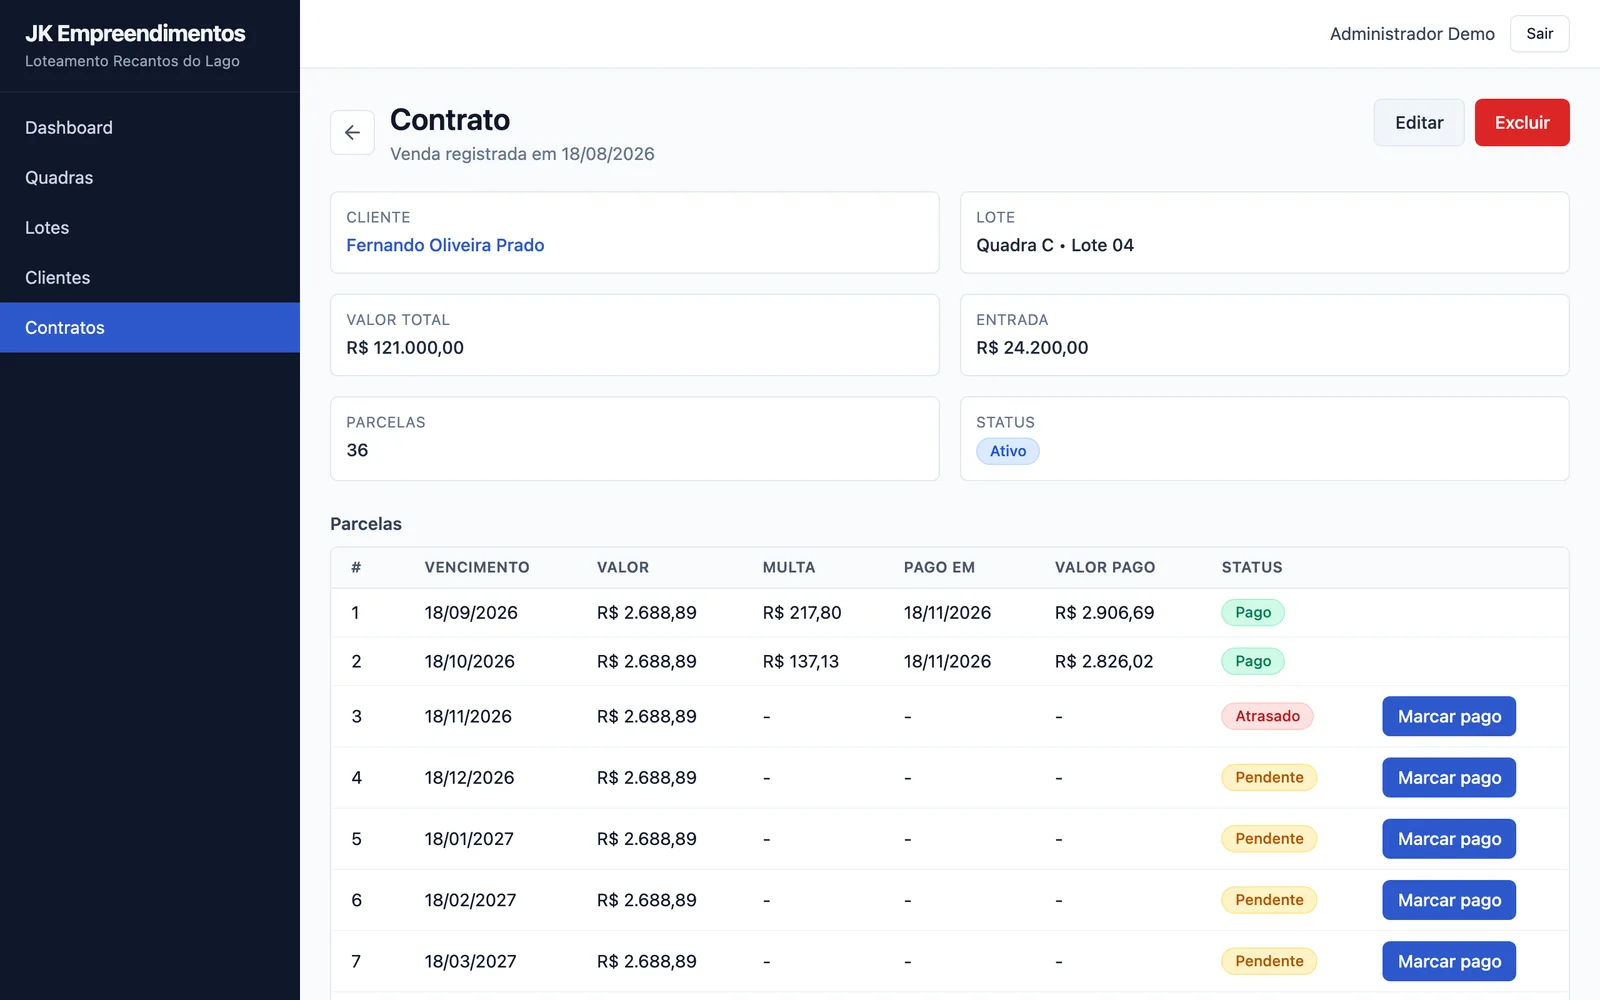 JK Empreendimentos
Loteamento Recantos do Lago
Dashboard
Quadras
Lotes
Clientes
Contratos
Administrador Demo
Sair
Contrato
Venda registrada em 18/08/2026
Editar
Excluir
CLIENTE
Fernando Oliveira Prado
LOTE
Quadra C • Lote 04
VALOR TOTAL
R$ 121.000,00
ENTRADA
R$ 24.200,00
PARCELAS
36
STATUS
Ativo
Parcelas
# VENCIMENTO VALOR MULTA PAGO EM VALOR PAGO STATUS
1 18/09/2026 R$ 2.688,89 R$ 217,80 18/11/2026 R$ 2.906,69 Pago
2 18/10/2026 R$ 2.688,89 R$ 137,13 18/11/2026 R$ 2.826,02 Pago
3 18/11/2026 R$ 2.688,89 - - - Atrasado Marcar pago
4 18/12/2026 R$ 2.688,89 - - - Pendente Marcar pago
5 18/01/2027 R$ 2.688,89 - - - Pendente Marcar pago
6 18/02/2027 R$ 2.688,89 - - - Pendente Marcar pago
7 18/03/2027 R$ 2.688,89 - - - Pendente Marcar pago